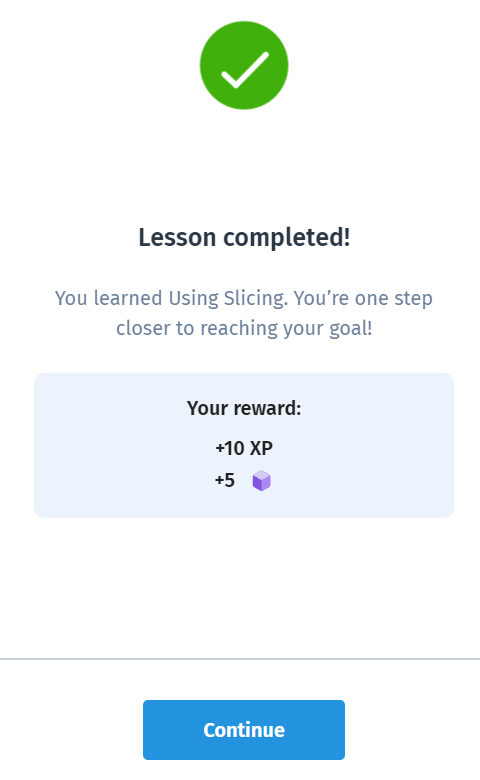 Lesson completed!
You learned Using Slicing. You’re one step
closer to reaching your goal!
Your reward:
+10 XP
+5
Continue